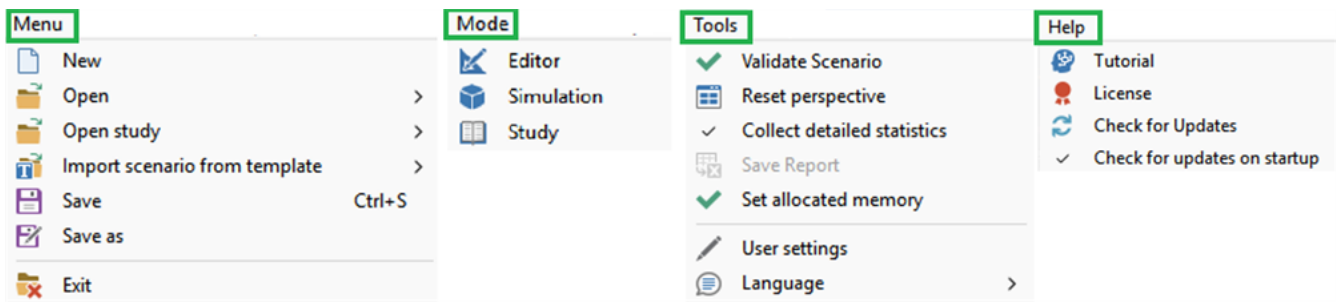 Menu
New
Open
Open study
Import scenario from template
Save Ctrl+S
Save as
Exit
Mode
Editor
Simulation
Study
Tools
Validate Scenario
Reset perspective
Collect detailed statistics
Save Report
Set allocated memory
User settings
Language
Help
Tutorial
License
Check for Updates
Check for updates on startup